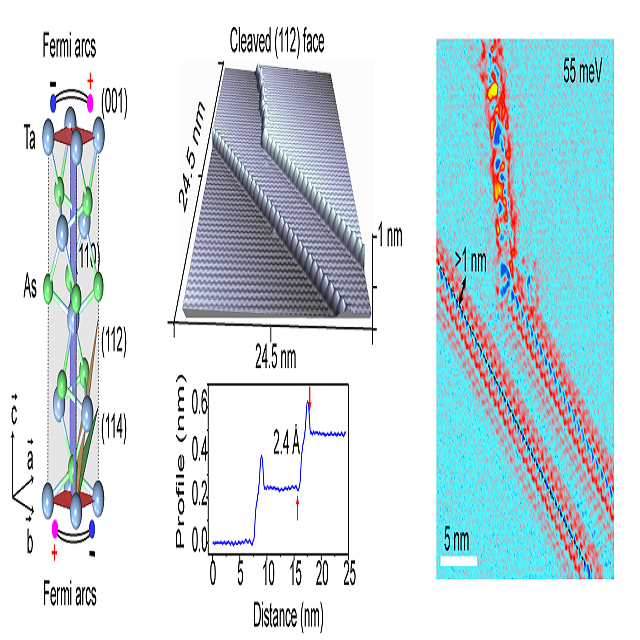 Fermi arcs
- +
(001)
Ta
As
(112)
(114)
c
a
b
+ -
Fermi arcs
Cleaved (112) face
24.5 nm
1 nm
24.5 nm
Profile (nm)
0.6
0.4
0.2
0.0
2.4 Å
0 5 10 15 20 25
Distance (nm)
55 meV
>1 nm
5 nm